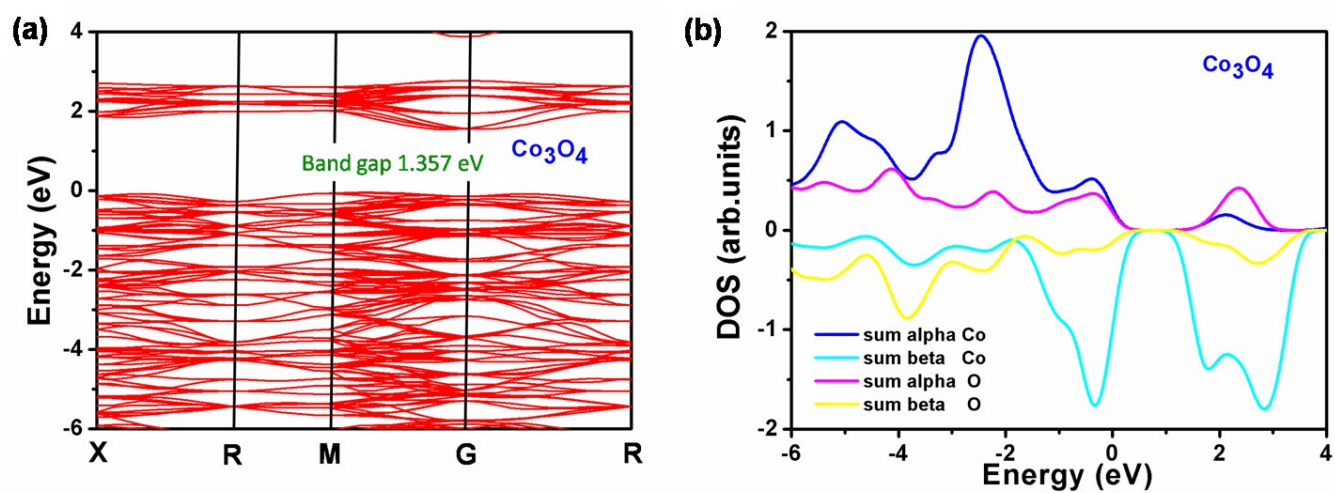 (a)
4
2
0
-2
-4
-6
Energy (eV)
Band gap 1.357 eV
Co3O4
X R M G R
(b)
2
1
0
-1
-2
DOS (arb.units)
Co3O4
sum alpha Co
sum beta Co
sum alpha O
sum beta O
-6 -4 -2 0 2 4
Energy (eV)